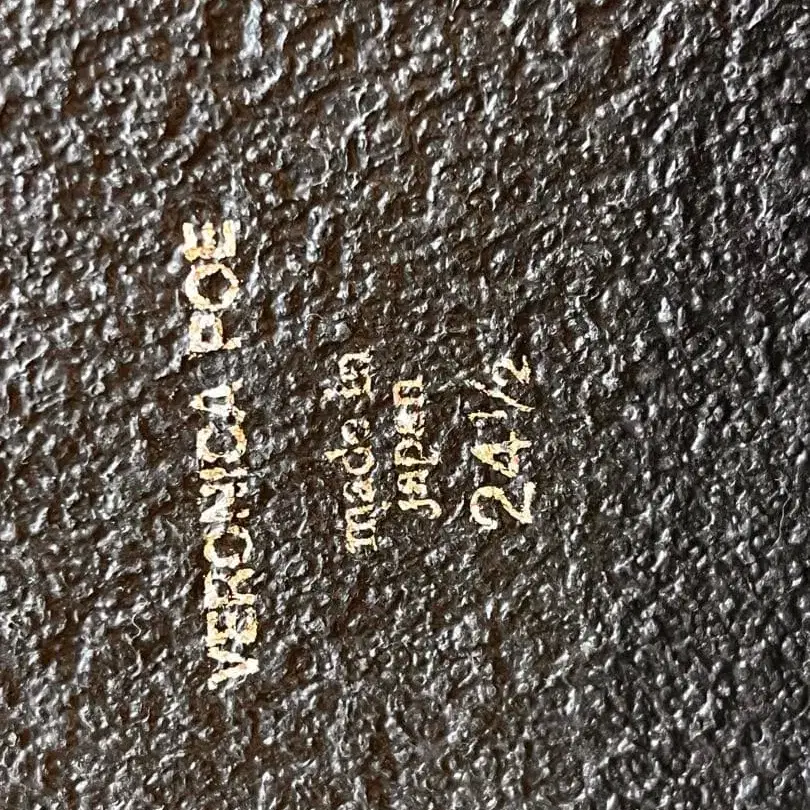 VERONICA POE
made in
japan
24 1/2